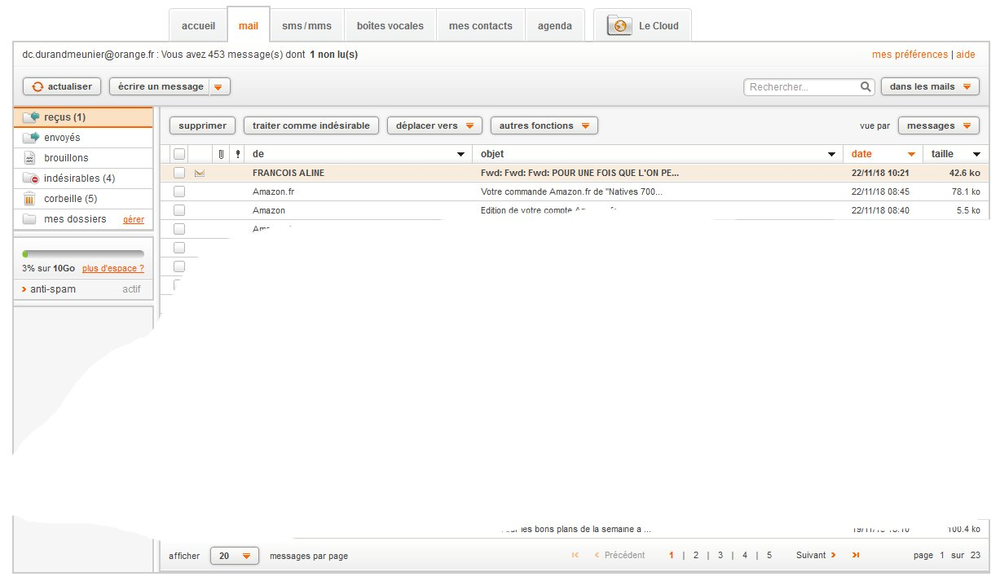 accueil mail sms/mms boîtes vocales mes contacts agenda Le Cloud
dc.durandmeunier@orange.fr : Vous avez 453 message(s) dont 1 non lu(s) mes préférences | aide
actualiser écrire un message Rechercher... dans les mails
reçus (1)
envoyés
brouillons
indésirables (4)
corbeille (5)
mes dossiers gérer
3% sur 10Go plus d'espace ?
anti-spam actif
supprimer traiter comme indésirable déplacer vers autres fonctions vue par messages
de objet date taille
FRANCOIS ALINE Fwd: Fwd: Fwd: POUR UNE FOIS QUE L'ON PE... 22/11/18 10:21 42.6 ko
Amazon.fr Votre commande Amazon.fr de "Natives 700... 22/11/18 08:45 78.1 ko
Amazon Edition de votre compte 22/11/18 08:40 5.5 ko
les bons plans de la semaine a ... 100.4 ko
afficher 20 messages par page Précédent 1 | 2 | 3 | 4 | 5 Suivant page 1 sur 23